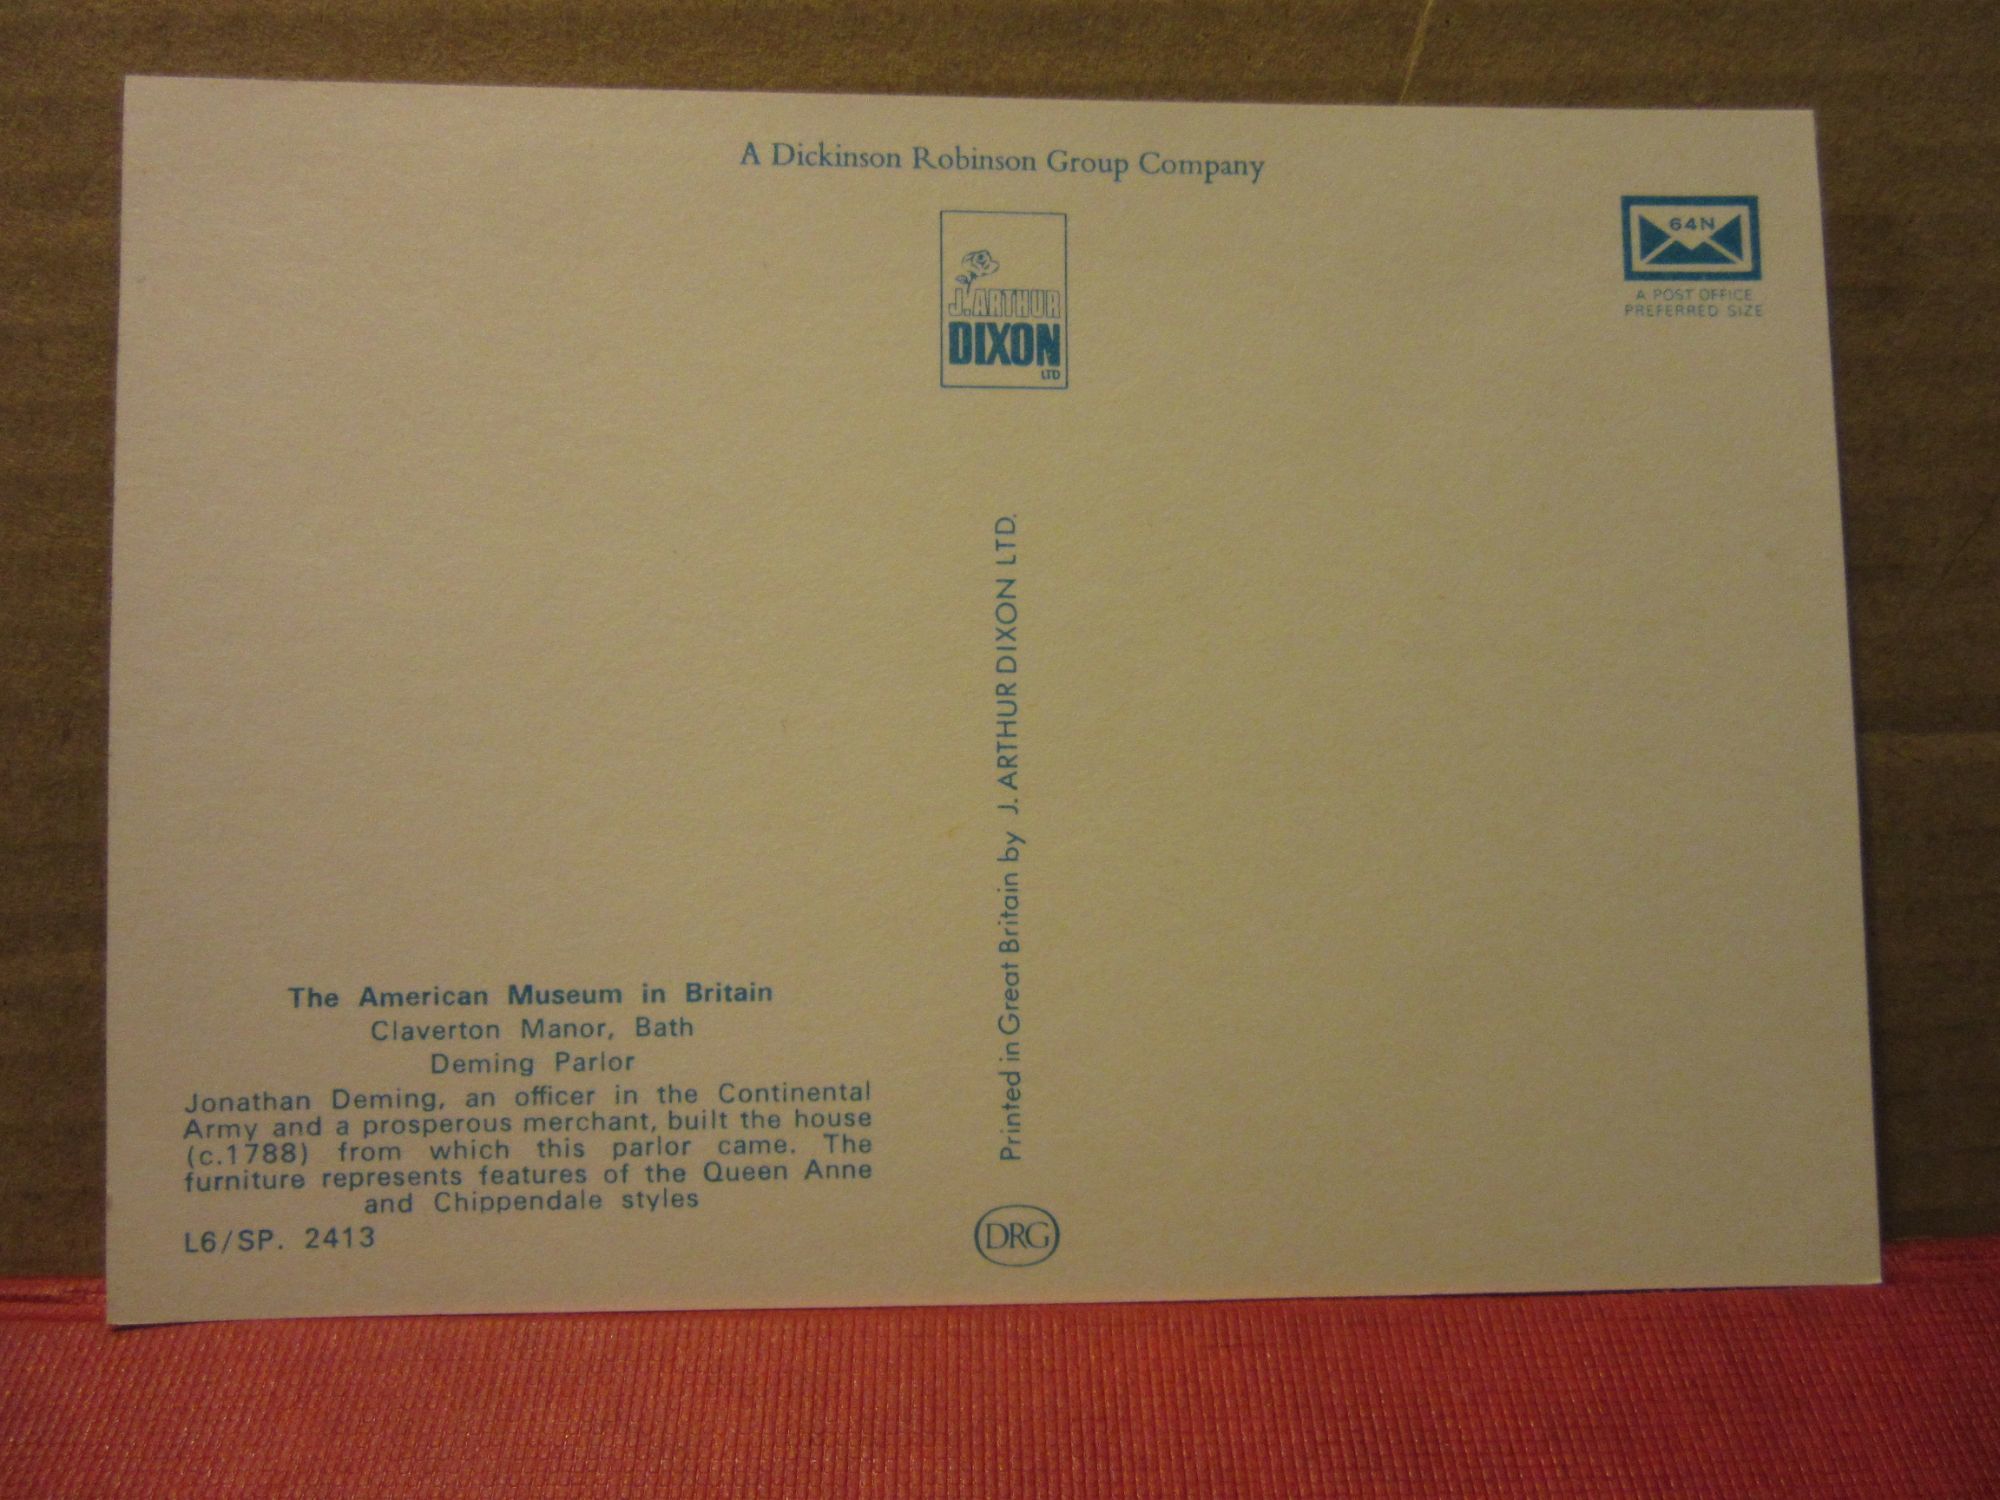 A Dickinson Robinson Group Company
J. ARTHUR
DIXON
LTD
64N
A POST OFFICE
PREFERRED SIZE
Printed in Great Britain by J. ARTHUR DIXON LTD.
The American Museum in Britain
Claverton Manor, Bath
Deming Parlor
Jonathan Deming, an officer in the Continental
Army and a prosperous merchant, built the house
(c.1788) from which this parlor came. The
furniture represents features of the Queen Anne
and Chippendale styles
L6/SP. 2413
DRG